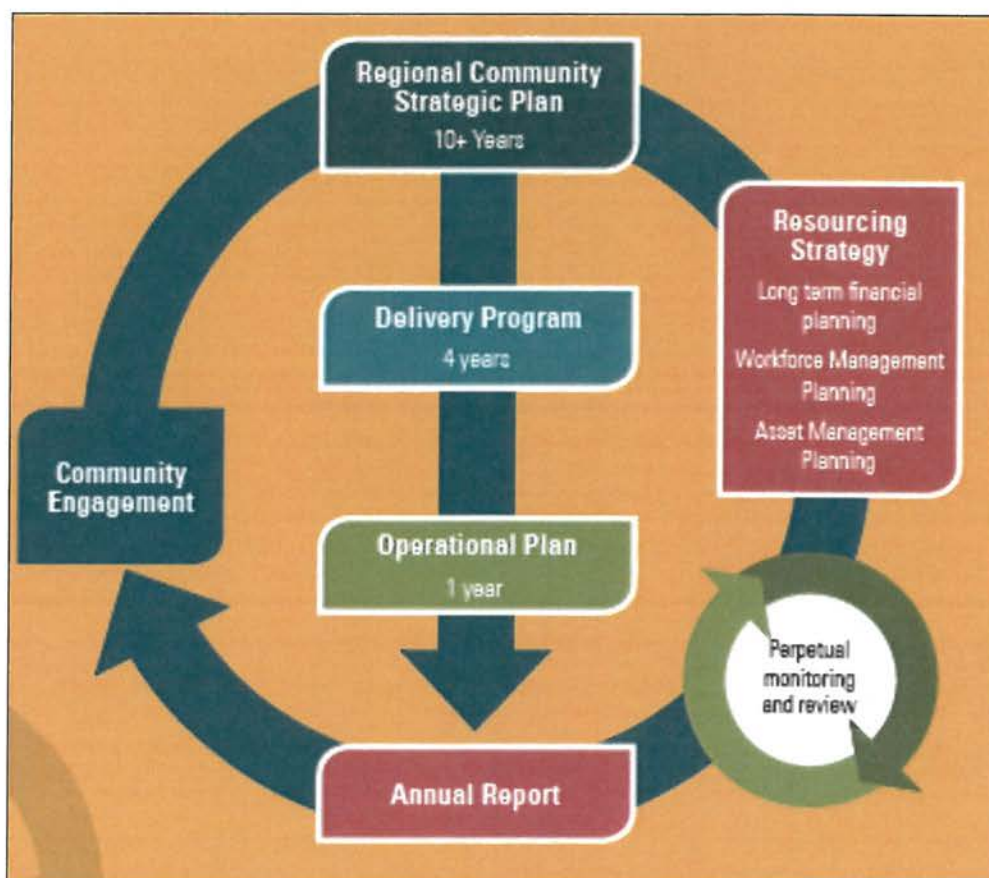 Regional Community
Strategic Plan
10+ Years
Resourcing
Strategy
Long term financial
planning
Workforce Management
Planning
Asset Management
Planning
Delivery Program
4 years
Community
Engagement
Operational Plan
1 year
Perpetual
monitoring
and review
Annual Report